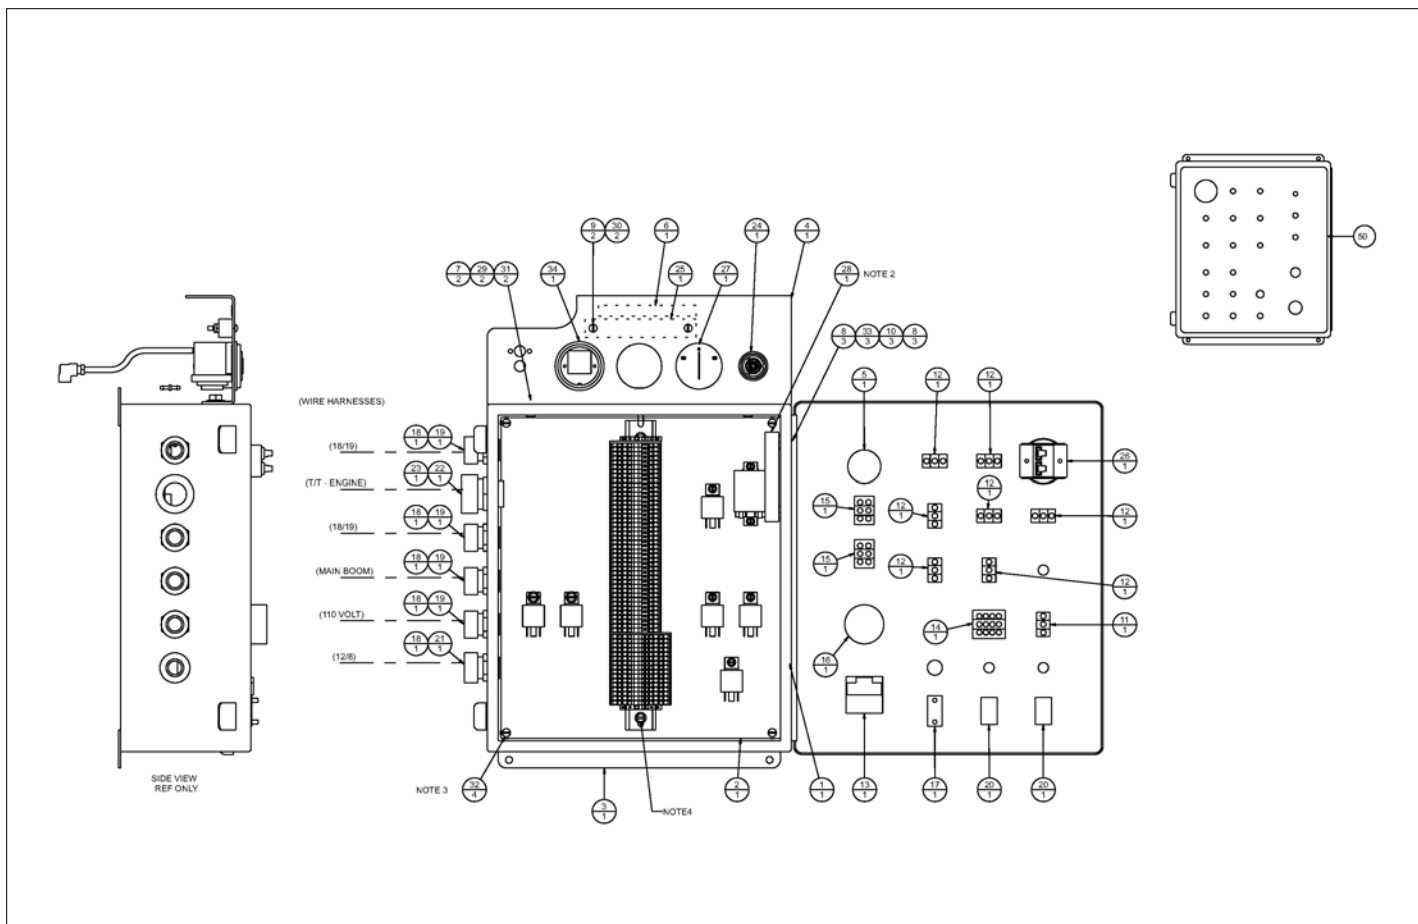 9 30 6 24 4
2 2 1 1 1
50
7 29 31 34 25 27 28 NOTE 2
2 2 2 1 1 1 1
8 33 10 8
3 3 3 3
5 12 12
1 1 1
(WIRE HARNESSES)
(18/19) 18 19
1 1
26
1
(T/T - ENGINE) 23 22
1 1
12
1
15 12 12
1 1 1
(18/19) 18 19
1 1
15 12
1 1
(MAIN BOOM) 18 19
1 1
12
1
(110 VOLT) 18 19
1 1
14 11
1 1
(12/8) 18 21
1 1
16
1
SIDE VIEW
REF ONLY
NOTE 3 32
4
3
1
NOTE4
2 1 13 17 20 20
1 1 1 1 1 1